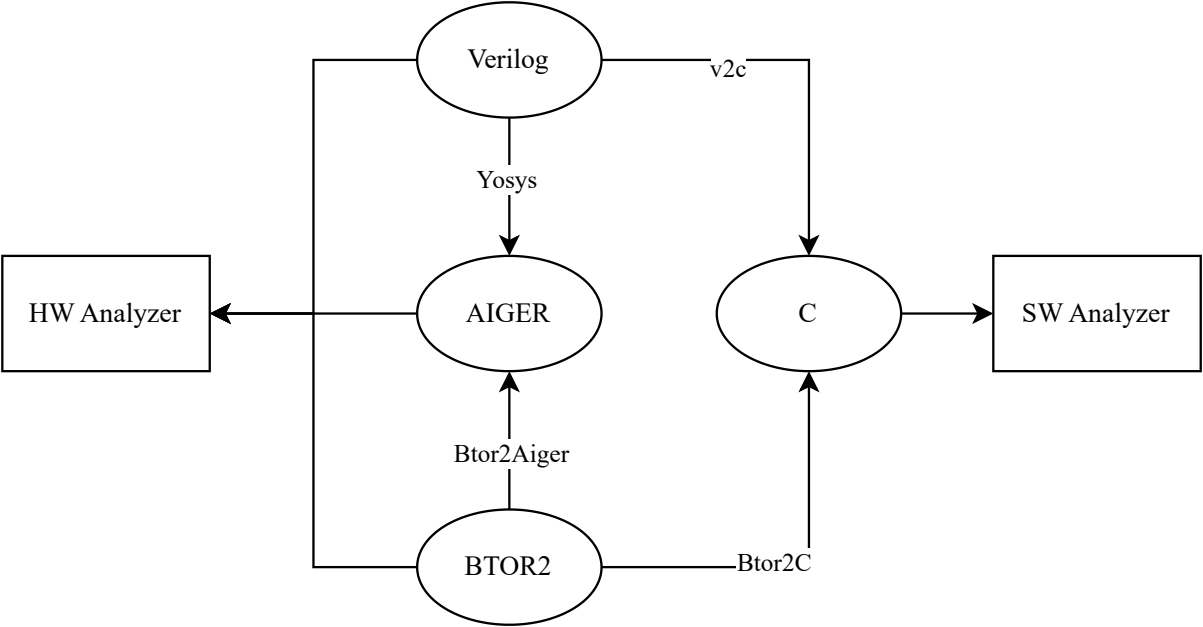 Verilog
v2c
Yosys
HW Analyzer
AIGER
C
SW Analyzer
Btor2Aiger
BTOR2
Btor2C